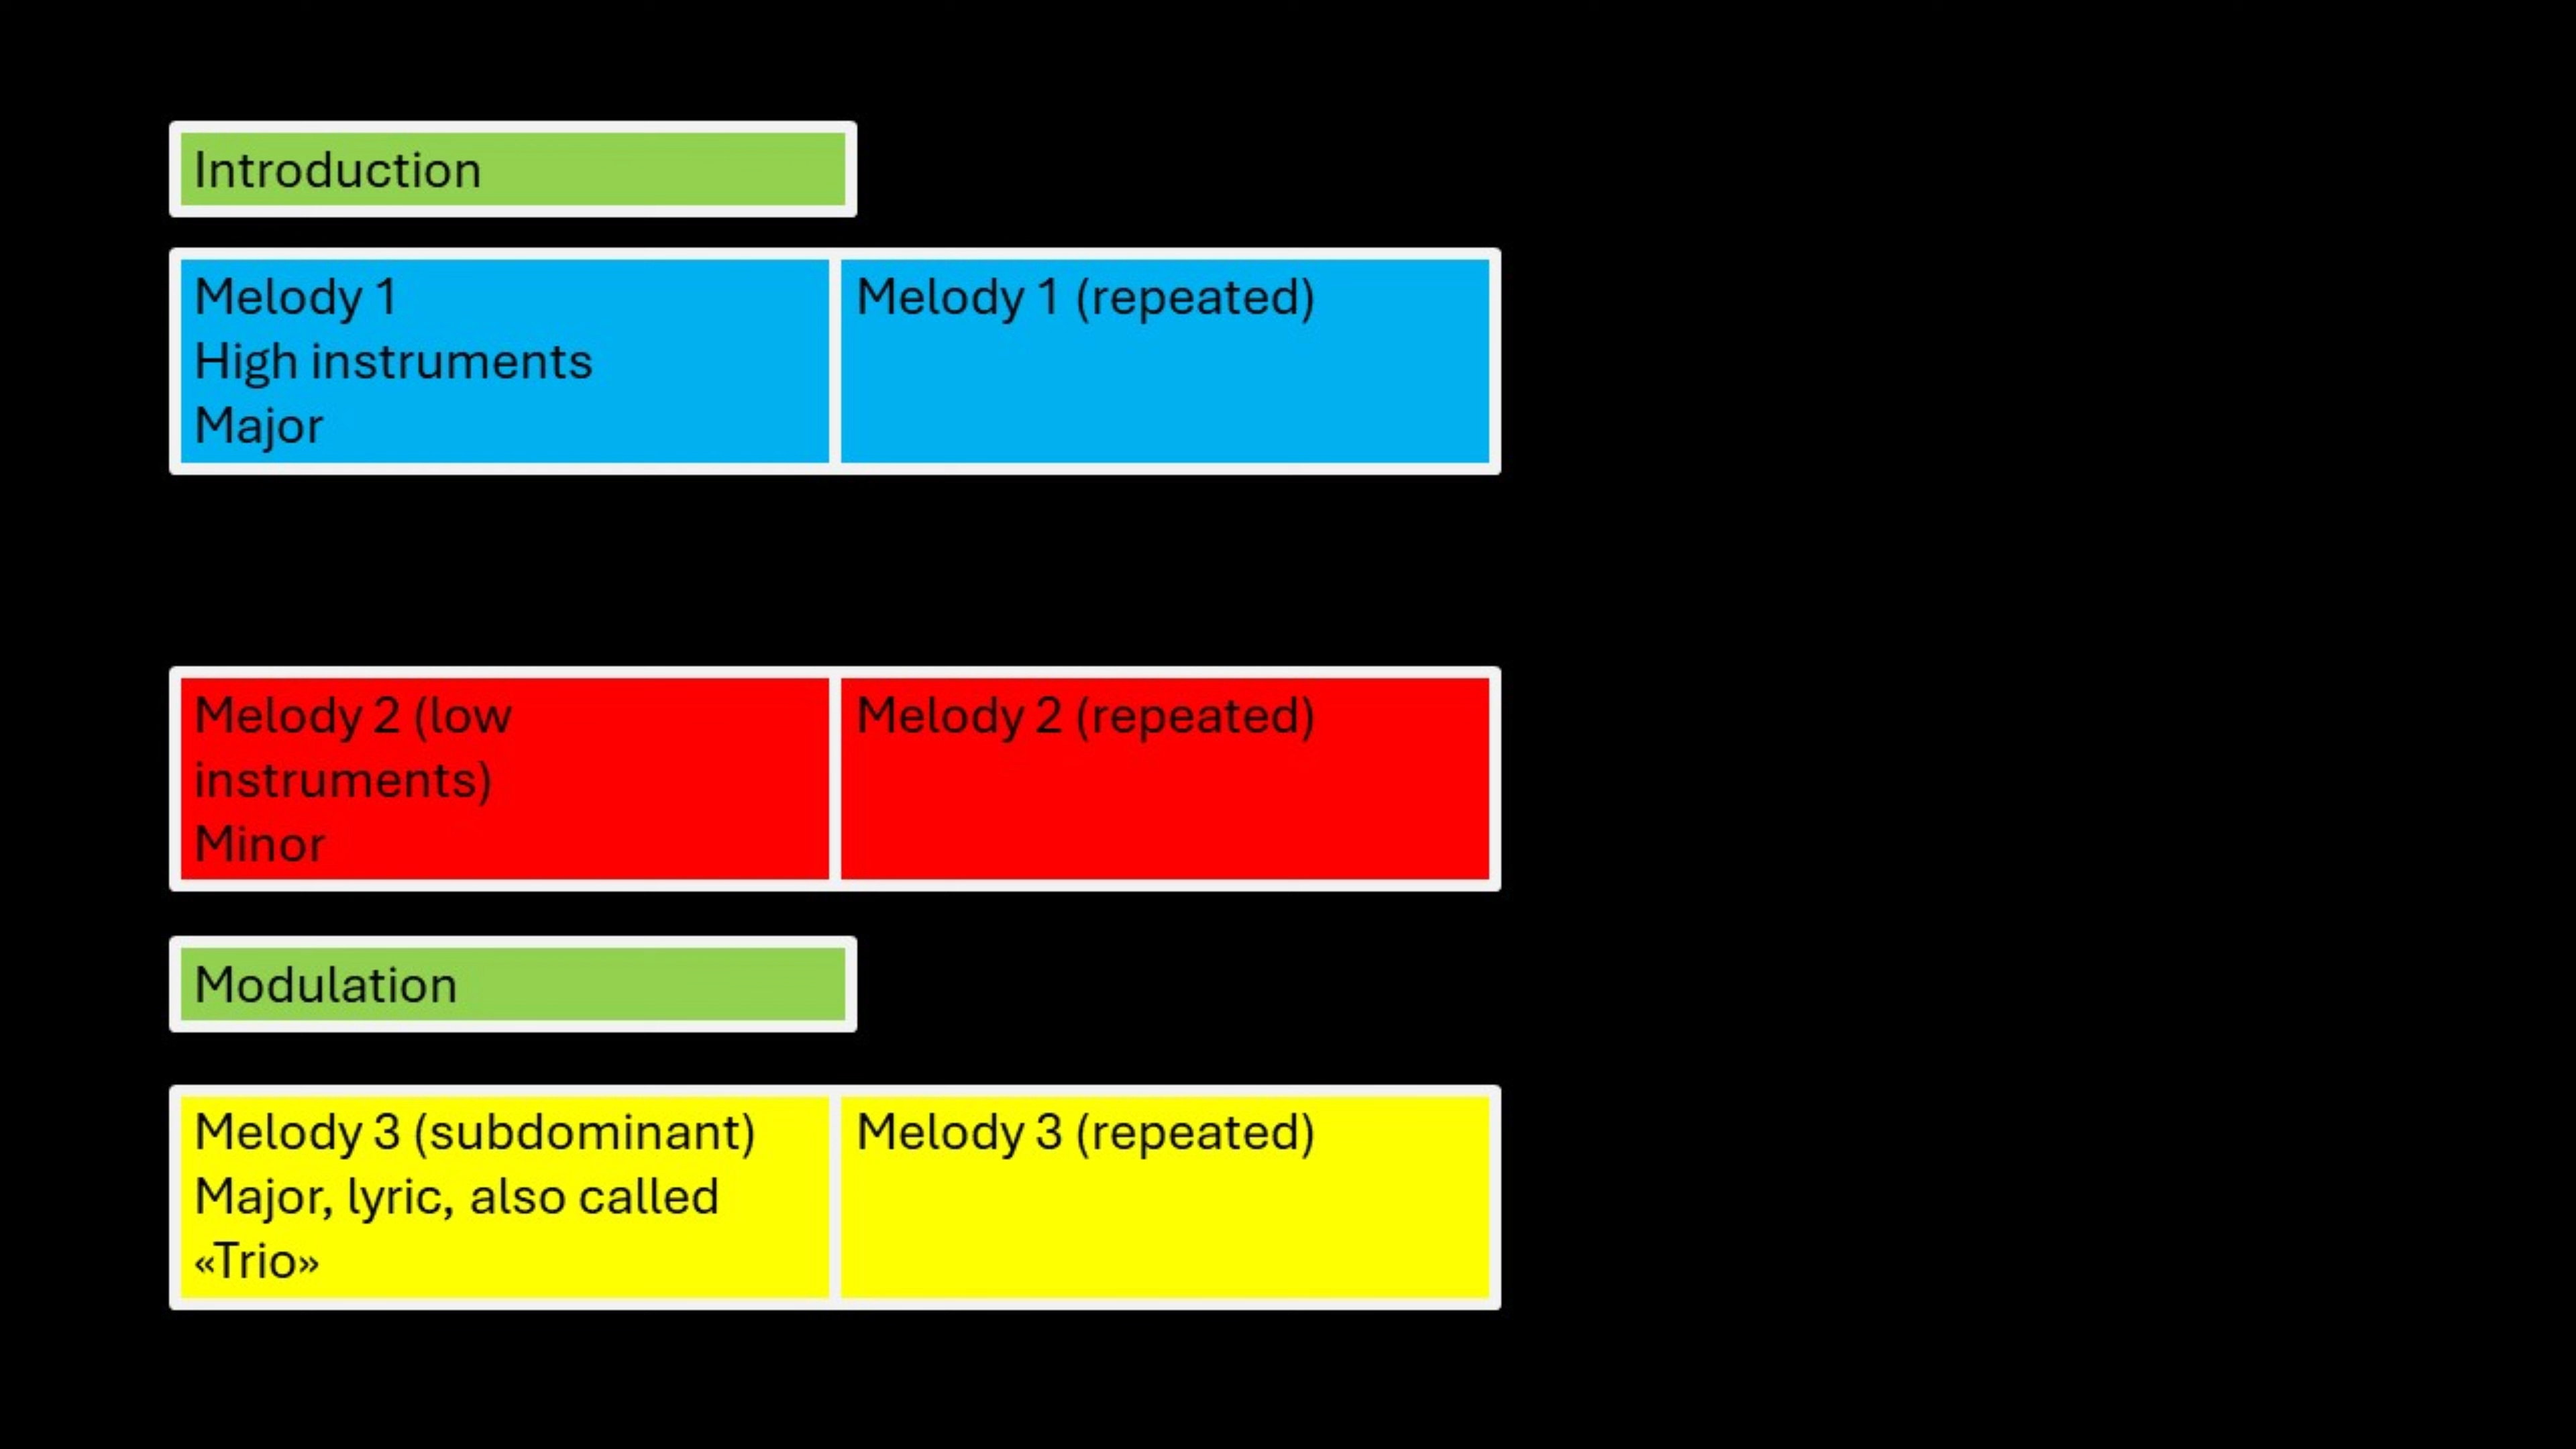 Introduction
Melody 1
High instruments
Major
Melody 1 (repeated)
Melody 2 (low
instruments)
Minor
Melody 2 (repeated)
Modulation
Melody 3 (subdominant)
Major, lyric, also called
«Trio»
Melody 3 (repeated)